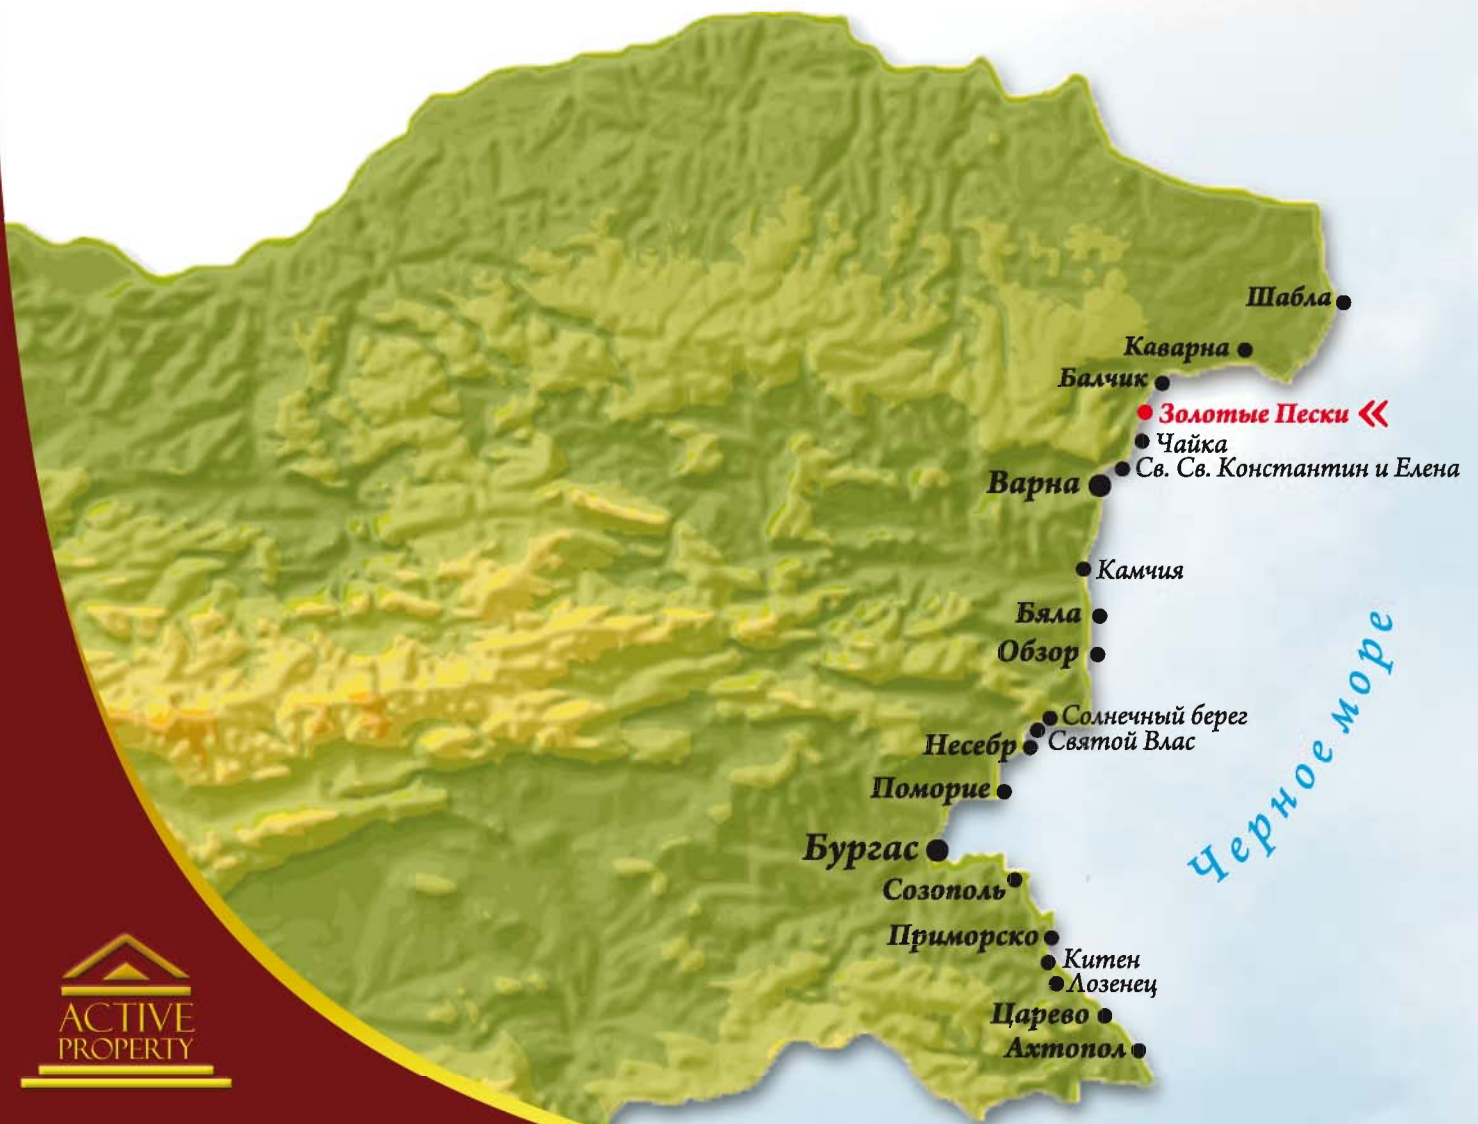 Шабла
Каварна
Балчик
Золотые Пески «
Чайка
Св. Св. Константин и Елена
Варна
Камчия
Бяла
Обзор
Солнечный берег
Святой Влас
Несебр
Поморие
Черное море
Бургас
Созополь
Приморско
Китен
Лозенец
Царево
Ахтопол
ACTIVE
PROPERTY